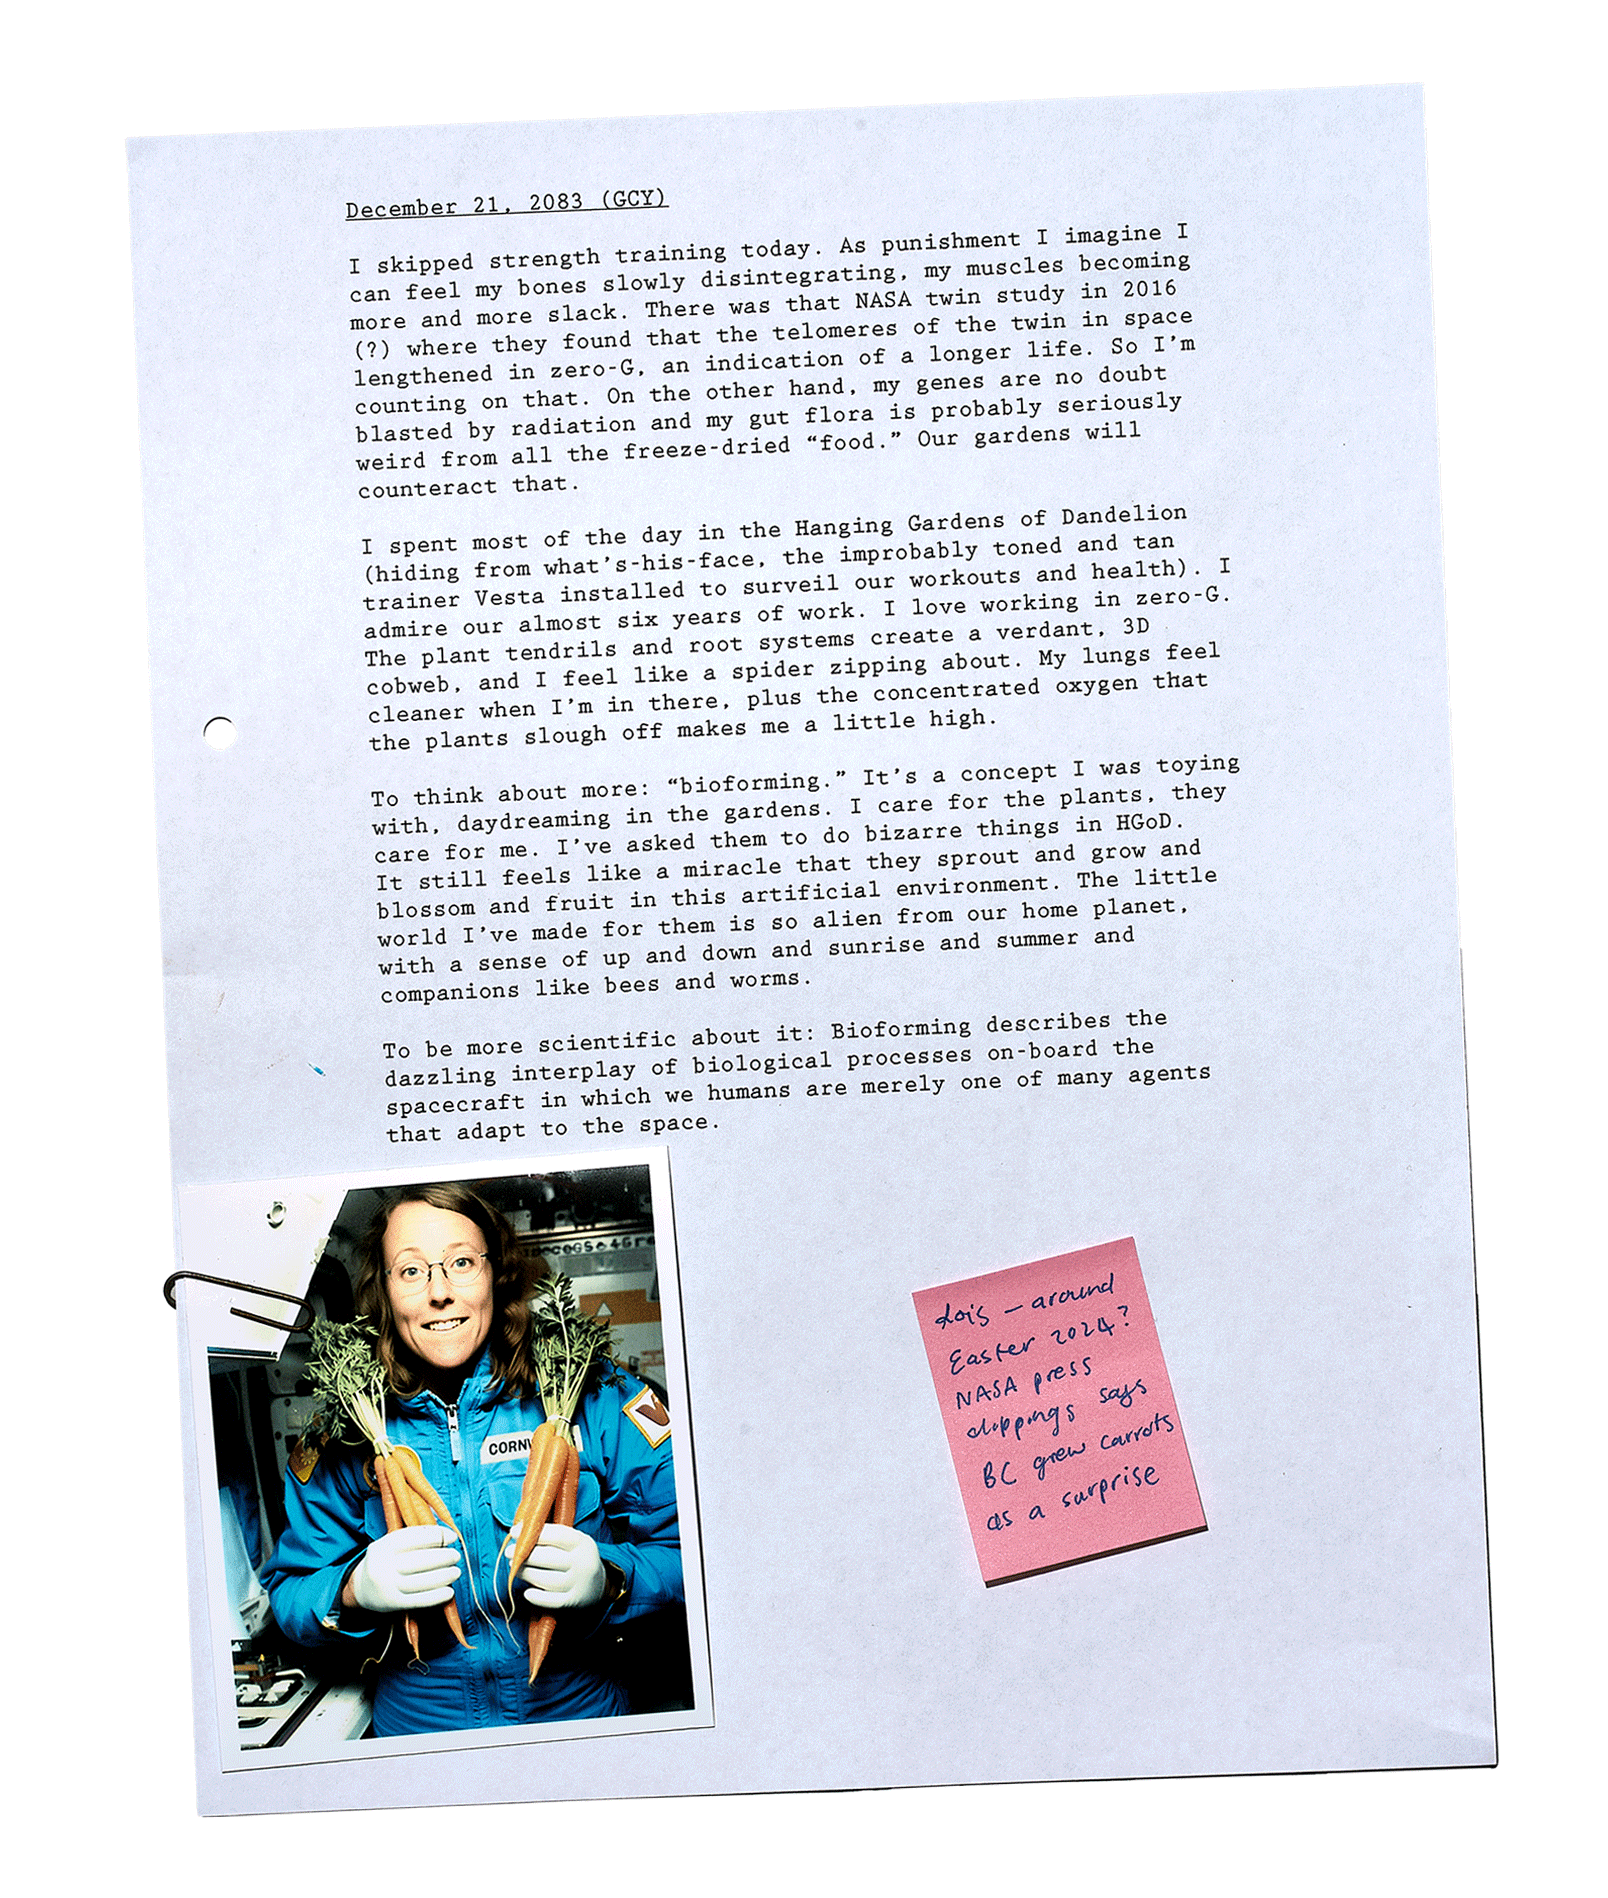 December 21, 2083 (GCY)
I skipped strength training today. As punishment I imagine I
can feel my bones slowly disintegrating, my muscles becoming
more and more slack. There was that NASA twin study in 2016
(?) where they found that the telomeres of the twin in space
lengthened in zero-G, an indication of a longer life. So I’m
counting on that. On the other hand, my genes are no doubt
blasted by radiation and my gut flora is probably seriously
weird from all the freeze-dried “food.” Our gardens will
counteract that.
I spent most of the day in the Hanging Gardens of Dandelion
(hiding from what’s-his-face, the improbably toned and tan
trainer Vesta installed to surveil our workouts and health). I
admire our almost six years of work. I love working in zero-G.
The plant tendrils and root systems create a verdant, 3D
cobweb, and I feel like a spider zipping about. My lungs feel
cleaner when I’m in there, plus the concentrated oxygen that
the plants slough off makes me a little high.
To think about more: “bioforming.” It’s a concept I was toying
with, daydreaming in the gardens. I care for the plants, they
care for me. I’ve asked them to do bizarre things in HGoD.
It still feels like a miracle that they sprout and grow and
blossom and fruit in this artificial environment. The little
world I’ve made for them is so alien from our home planet,
with a sense of up and down and sunrise and summer and
companions like bees and worms.
To be more scientific about it: Bioforming describes the
dazzling interplay of biological processes on-board the
spacecraft in which we humans are merely one of many agents
that adapt to the space.
CORNW
Lois – around
Easter 2024?
NASA press
clippings says
BC grew carrots
as a surprise